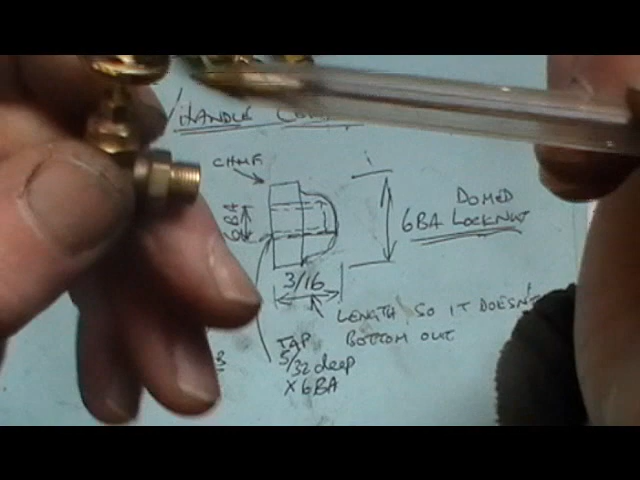 HANDLE
CHMF.
6BA
DOMED
6BA LOCKNUT
3/16
LENGTH SO IT DOESN'T
BOTTOM OUT
TAP
5/32 deep
X 6BA